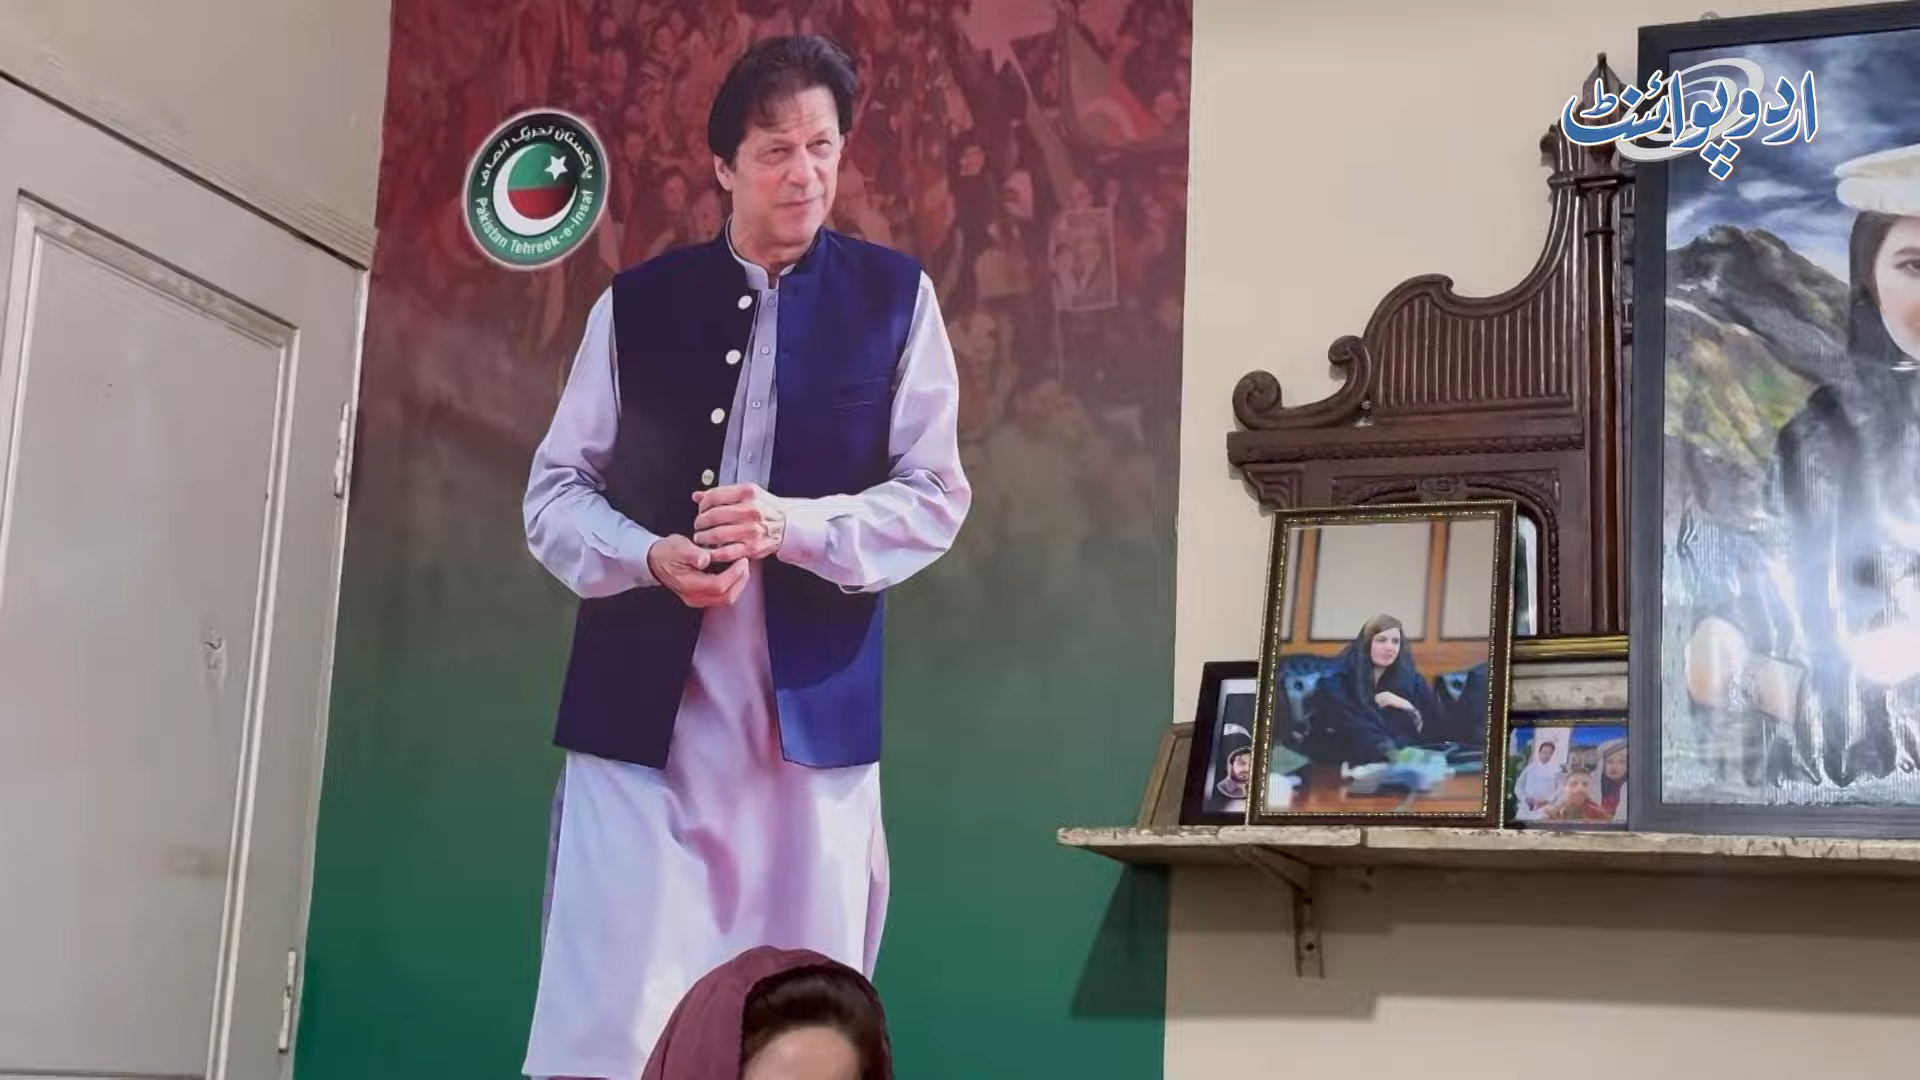 اردو پوائنٹ
پاکستان تحریک انصاف
Pakistan Tehreek-e-Insaf